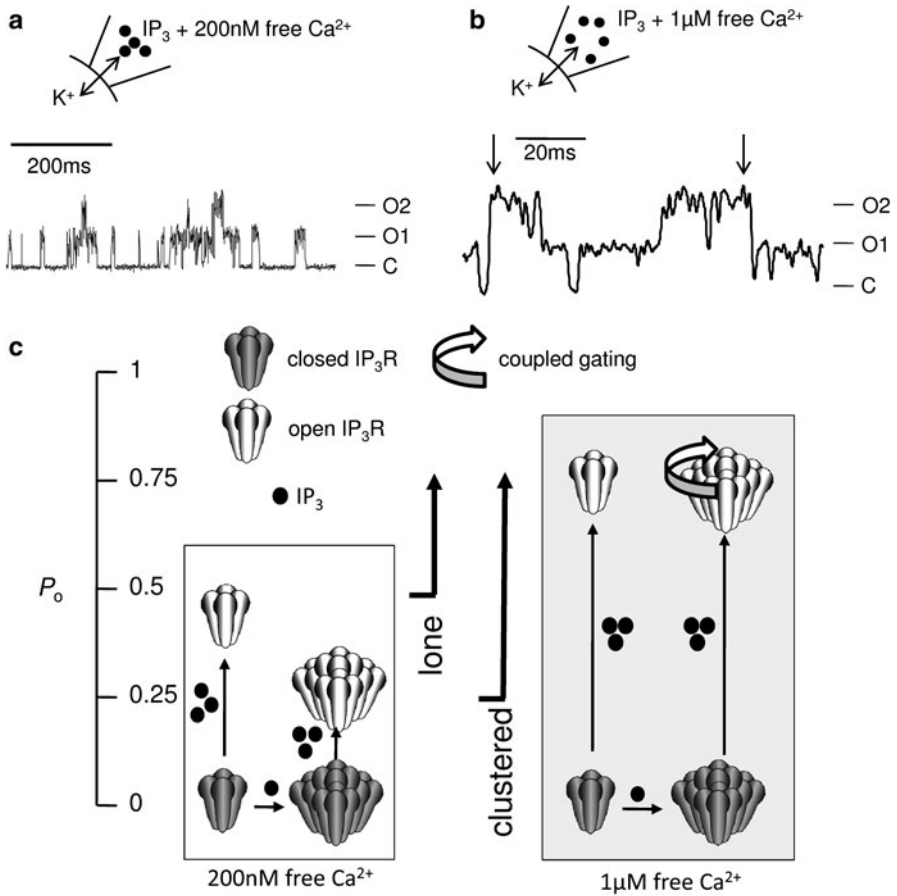 a
IP₃ + 200nM free Ca²⁺
K⁺
200ms
O2
O1
C
b
IP₃ + 1µM free Ca²⁺
K⁺
20ms
O2
O1
C
c
closed IP₃R
coupled gating
open IP₃R
IP₃
Pₒ
1
0.75
0.5
0.25
0
lone
clustered
200nM free Ca²⁺
1µM free Ca²⁺